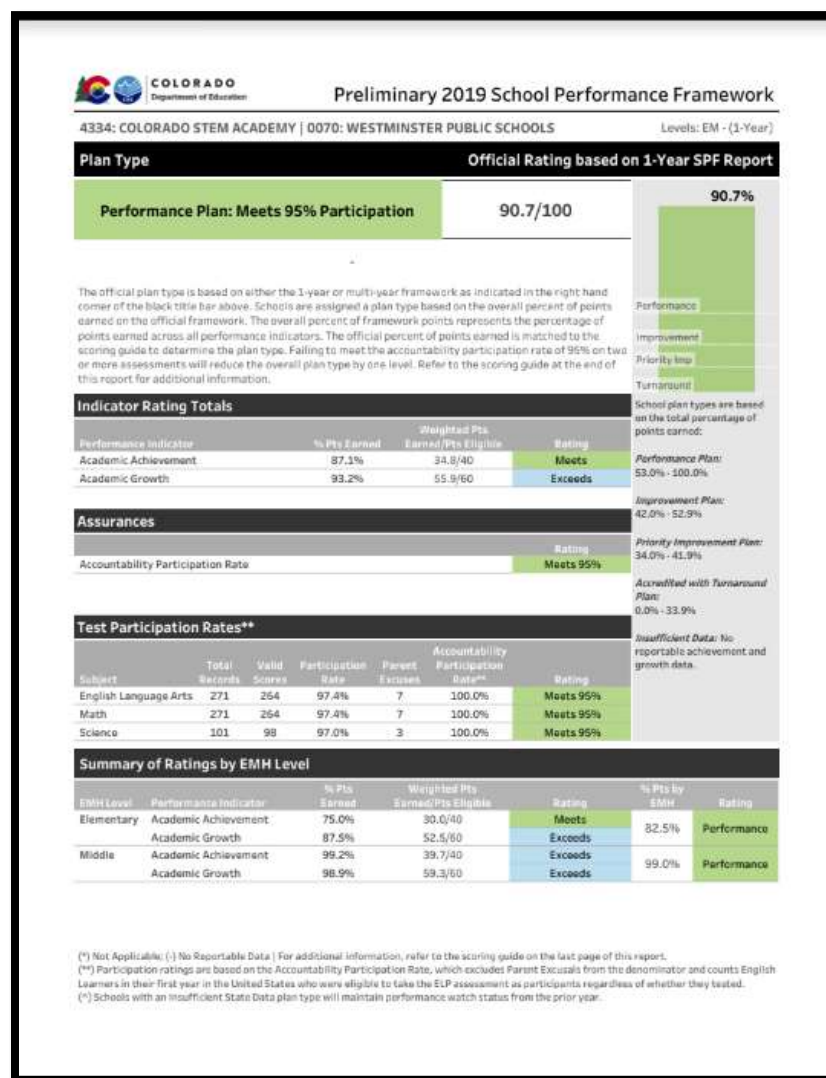 COLORADO
Department of Education
Preliminary 2019 School Performance Framework
4334: COLORADO STEM ACADEMY | 0070: WESTMINSTER PUBLIC SCHOOLS Levels: EM - (1-Year)
Plan Type Official Rating based on 1-Year SPF Report
Performance Plan: Meets 95% Participation 90.7/100
-
The official plan type is based on either the 1-year or multi-year framework as indicated in the right hand
corner of the black title bar above. Schools are assigned a plan type based on the overall percent of points
earned on the official framework. The overall percent of framework points represents the percentage of
points earned across all performance indicators. The official percent of points earned is matched to the
scoring guide to determine the plan type. Failing to meet the accountability participation rate of 95% on two
or more assessments will reduce the overall plan type by one level. Refer to the scoring guide at the end of
this report for additional information.
90.7%
Performance
Improvement
Priority Imp
Turnaround
School plan types are based
on the total percentage of
points earned:
Performance Plan:
53.0% - 100.0%
Improvement Plan:
42.0% - 52.9%
Priority Improvement Plan:
34.0% - 41.9%
Accredited with Turnaround
Plan:
0.0% - 33.9%
Insufficient Data: No
reportable achievement and
growth data.
Indicator Rating Totals
Weighted Pts
Performance Indicator % Pts Earned Earned/Pts Eligible Rating
Academic Achievement 87.1% 34.8/40 Meets
Academic Growth 93.2% 55.9/60 Exceeds
Assurances
Rating
Accountability Participation Rate Meets 95%
Test Participation Rates**
Accountability
Total Valid Participation Parent Participation
Subject Records Scores Rate Excuses Rate** Rating
English Language Arts 271 264 97.4% 7 100.0% Meets 95%
Math 271 264 97.4% 7 100.0% Meets 95%
Science 101 98 97.0% 3 100.0% Meets 95%
Summary of Ratings by EMH Level
% Pts Weighted Pts % Pts by
EMH Level Performance Indicator Earned Earned/Pts Eligible Rating EMH Rating
Elementary Academic Achievement 75.0% 30.0/40 Meets 82.5% Performance
Academic Growth 87.5% 52.5/60 Exceeds
Middle Academic Achievement 99.2% 39.7/40 Exceeds 99.0% Performance
Academic Growth 98.9% 59.3/60 Exceeds
(*) Not Applicable; (-) No Reportable Data | For additional information, refer to the scoring guide on the last page of this report.
(**) Participation ratings are based on the Accountability Participation Rate, which excludes Parent Excusals from the denominator and counts English
Learners in their first year in the United States who were eligible to take the ELP assessment as participants regardless of whether they tested.
(^) Schools with an Insufficient State Data plan type will maintain performance watch status from the prior year.